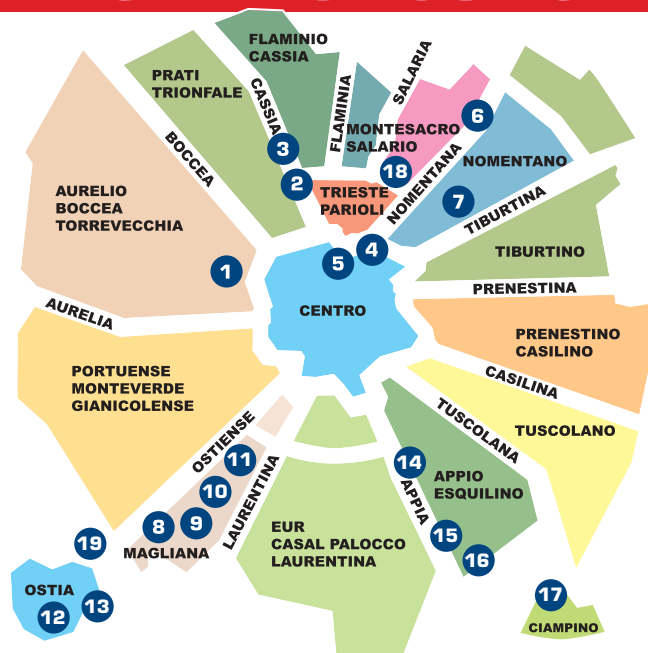 FLAMINIO
CASSIA
PRATI
TRIONFALE
CASSIA
FLAMINIA
SALARIA
MONTESACRO
SALARIO
6
3
BOCCEA
2
18
TRIESTE
PARIOLI
NOMENTANA
NOMENTANO
7
TIBURTINA
AURELIO
BOCCEA
TORREVECCHIA
1
5
4
TIBURTINO
PRENESTINA
CENTRO
AURELIA
PRENESTINO
CASILINO
PORTUENSE
MONTEVERDE
GIANICOLENSE
CASILINA
TUSCOLANA
TUSCOLANO
OSTIENSE
11
10
8
9
MAGLIANA
LAURENTINA
14
APPIA
APPIO
ESQUILINO
15
16
EUR
CASAL PALOCCO
LAURENTINA
19
OSTIA
12
13
17
CIAMPINO